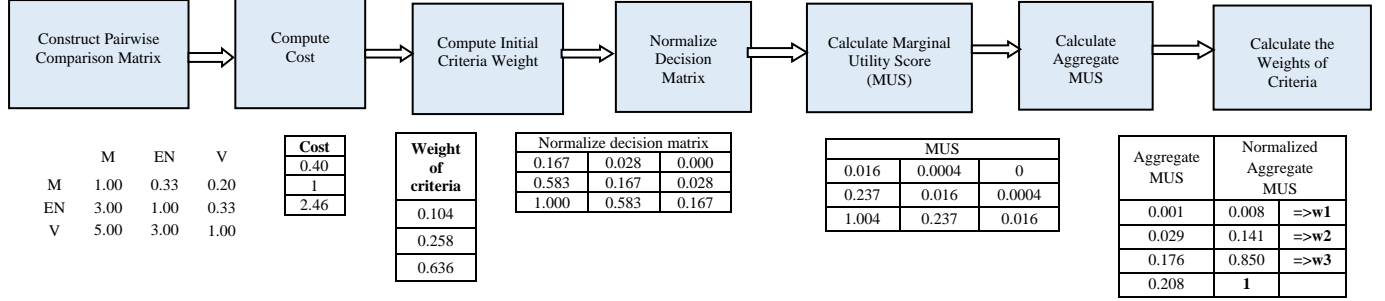 Construct Pairwise
Comparison Matrix
Compute
Cost
Compute Initial
Criteria Weight
Normalize
Decision
Matrix
Calculate Marginal
Utility Score
(MUS)
Calculate
Aggregate
MUS
Calculate the
Weights of
Criteria
M EN V
M 1.00 0.33 0.20
EN 3.00 1.00 0.33
V 5.00 3.00 1.00
Cost
0.40
1
2.46
Weight
of
criteria
0.104
0.258
0.636
Normalize decision matrix
0.167 0.028 0.000
0.583 0.167 0.028
1.000 0.583 0.167
MUS
0.016 0.0004 0
0.237 0.016 0.0004
1.004 0.237 0.016
Aggregate
MUS
Normalized
Aggregate
MUS
0.001 0.008 =>w1
0.029 0.141 =>w2
0.176 0.850 =>w3
0.208 1